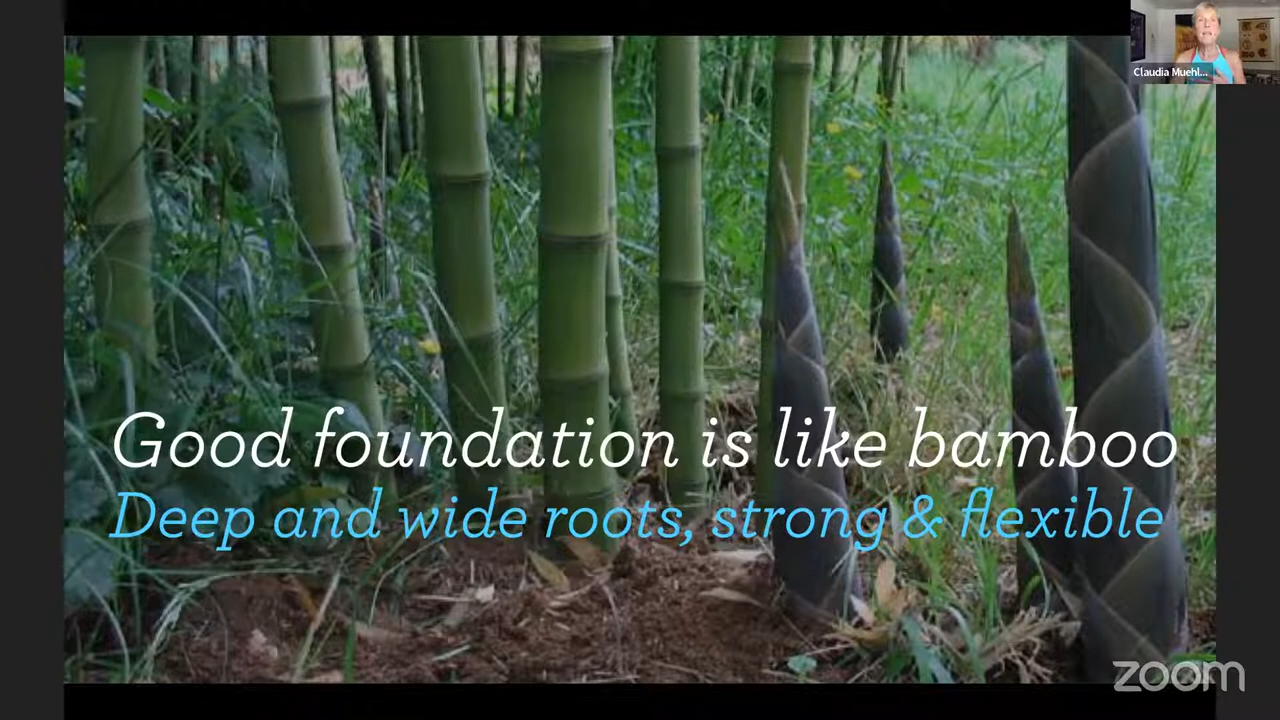 Claudia Muehl...
Good foundation is like bamboo
Deep and wide roots, strong & flexible
zoom